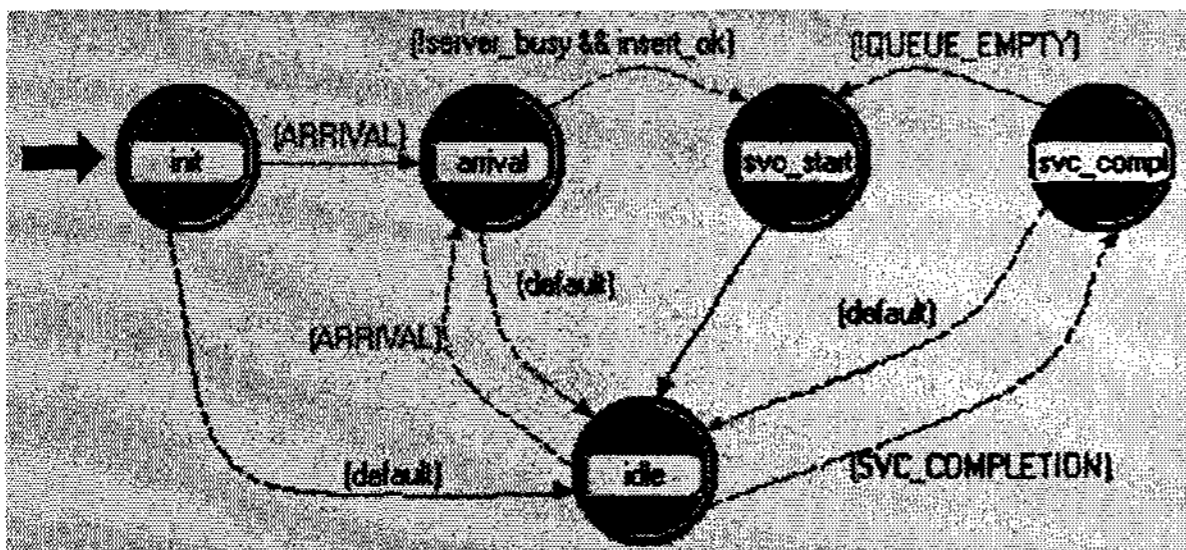 (!server_busy && insert_ok)
(!QUEUE_EMPTY)
(ARRIVAL)
init
arrival
svc_start
svc_compl
(default)
(ARRIVAL)
(default)
(default)
idle
(SVC_COMPLETION)